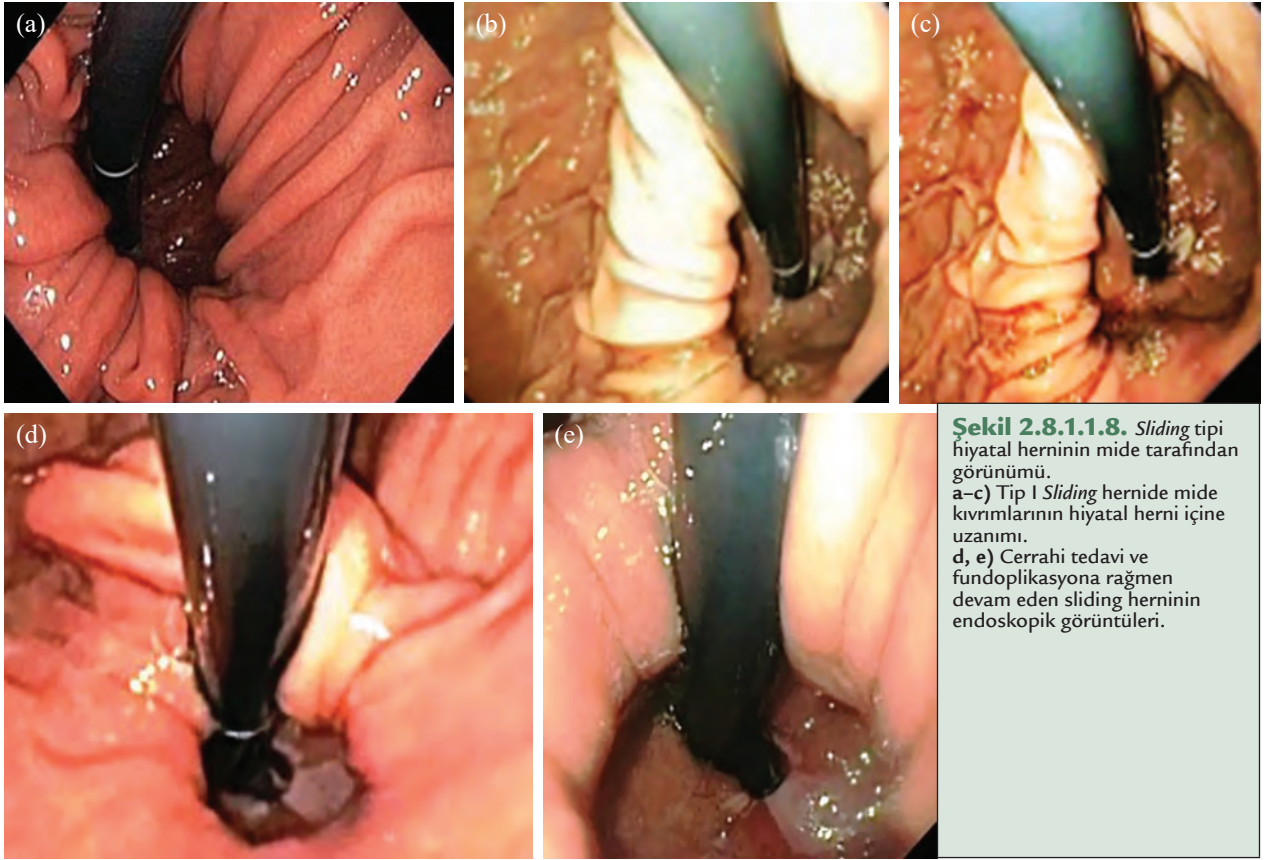 (a)
(b)
(c)
(d)
(e)
Şekil 2.8.1.1.8. Sliding tipi
hiyatal herninin mide tarafından
görünümü.
a–c) Tip I Sliding hernide mide
kıvrımlarının hiyatal herni içine
uzanımı.
d, e) Cerrahi tedavi ve
fundoplikasyona rağmen
devam eden sliding herninin
endoskopik görüntüleri.